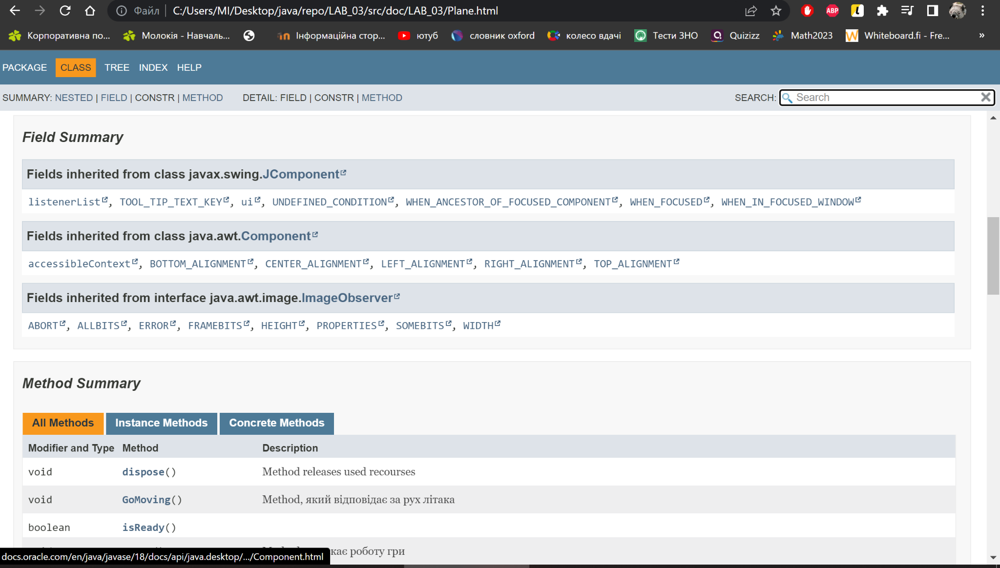 Файл | C:/Users/MI/Desktop/java/repo/LAB_03/src/doc/LAB_03/Plane.html
ABP
Корпоративна по... Молокія - Навчаль... Інформаційна стор... ютуб словник oxford колесо вдачі Тести ЗНО Quizizz Math2023 Whiteboard.fi - Fre... »
PACKAGE CLASS TREE INDEX HELP
SUMMARY: NESTED | FIELD | CONSTR | METHOD DETAIL: FIELD | CONSTR | METHOD SEARCH: Search
Field Summary
Fields inherited from class javax.swing.JComponent
listenerList, TOOL_TIP_TEXT_KEY, ui, UNDEFINED_CONDITION, WHEN_ANCESTOR_OF_FOCUSED_COMPONENT, WHEN_FOCUSED, WHEN_IN_FOCUSED_WINDOW
Fields inherited from class java.awt.Component
accessibleContext, BOTTOM_ALIGNMENT, CENTER_ALIGNMENT, LEFT_ALIGNMENT, RIGHT_ALIGNMENT, TOP_ALIGNMENT
Fields inherited from interface java.awt.image.ImageObserver
ABORT, ALLBITS, ERROR, FRAMEBITS, HEIGHT, PROPERTIES, SOMEBITS, WIDTH
Method Summary
All Methods Instance Methods Concrete Methods
Modifier and Type Method Description
void dispose() Method releases used recourses
void GoMoving() Method, який відповідає за рух літака
boolean isReady()
роботу гри
docs.oracle.com/en/java/javase/18/docs/api/java.desktop/.../Component.html